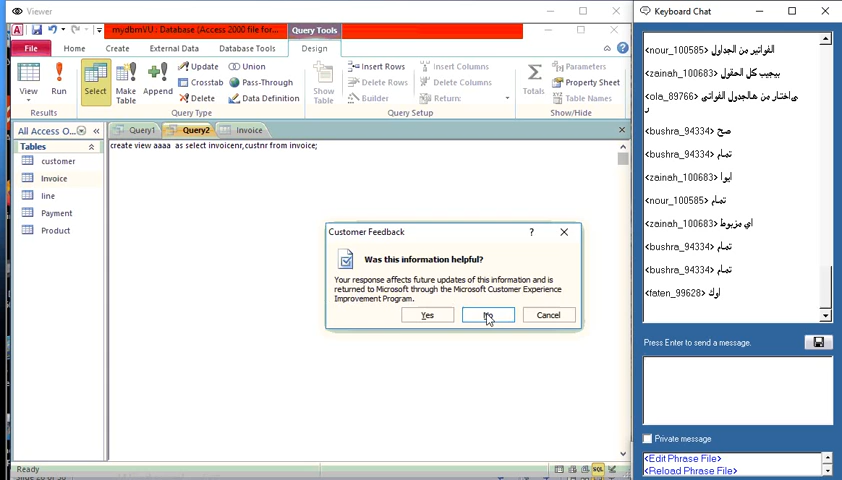 Viewer
Keyboard Chat
mydbmVU : Database (Access 2000 file for...
Query Tools
File
Home
Create
External Data
Database Tools
Design
View
Run
Select
Make Table
Append
Update
Crosstab
Delete
Union
Pass-Through
Data Definition
Show Table
Insert Rows
Delete Rows
Builder
Insert Columns
Delete Columns
Return:
Totals
Parameters
Property Sheet
Table Names
Results
Query Type
Query Setup
Show/Hide
All Access O...
Query1
Query2
Invoice
Tables
customer
Invoice
line
Payment
Product
create view aaaa as select invoicenr,custnr from invoice;
Customer Feedback
Was this information helpful?
Your response affects future updates of this information and is
returned to Microsoft through the Microsoft Customer Experience
Improvement Program.
Yes
No
Cancel
Ready
SQL
<nour_100585> الفواتير من الجداول
<zainah_100683> بيجيب كل الحقول
<ola_89766> ى اختار من هالجدول الفواتى
ر
<bushra_94334> صح
<bushra_94334> تمام
<zainah_100683> ايوا
<nour_100585> تمام
<zainah_100683> اي مزبوط
<bushra_94334> تمام
<bushra_94334> تمام
<faten_99628> اوك
Press Enter to send a message.
Private message
<Edit Phrase File>
<Reload Phrase File>